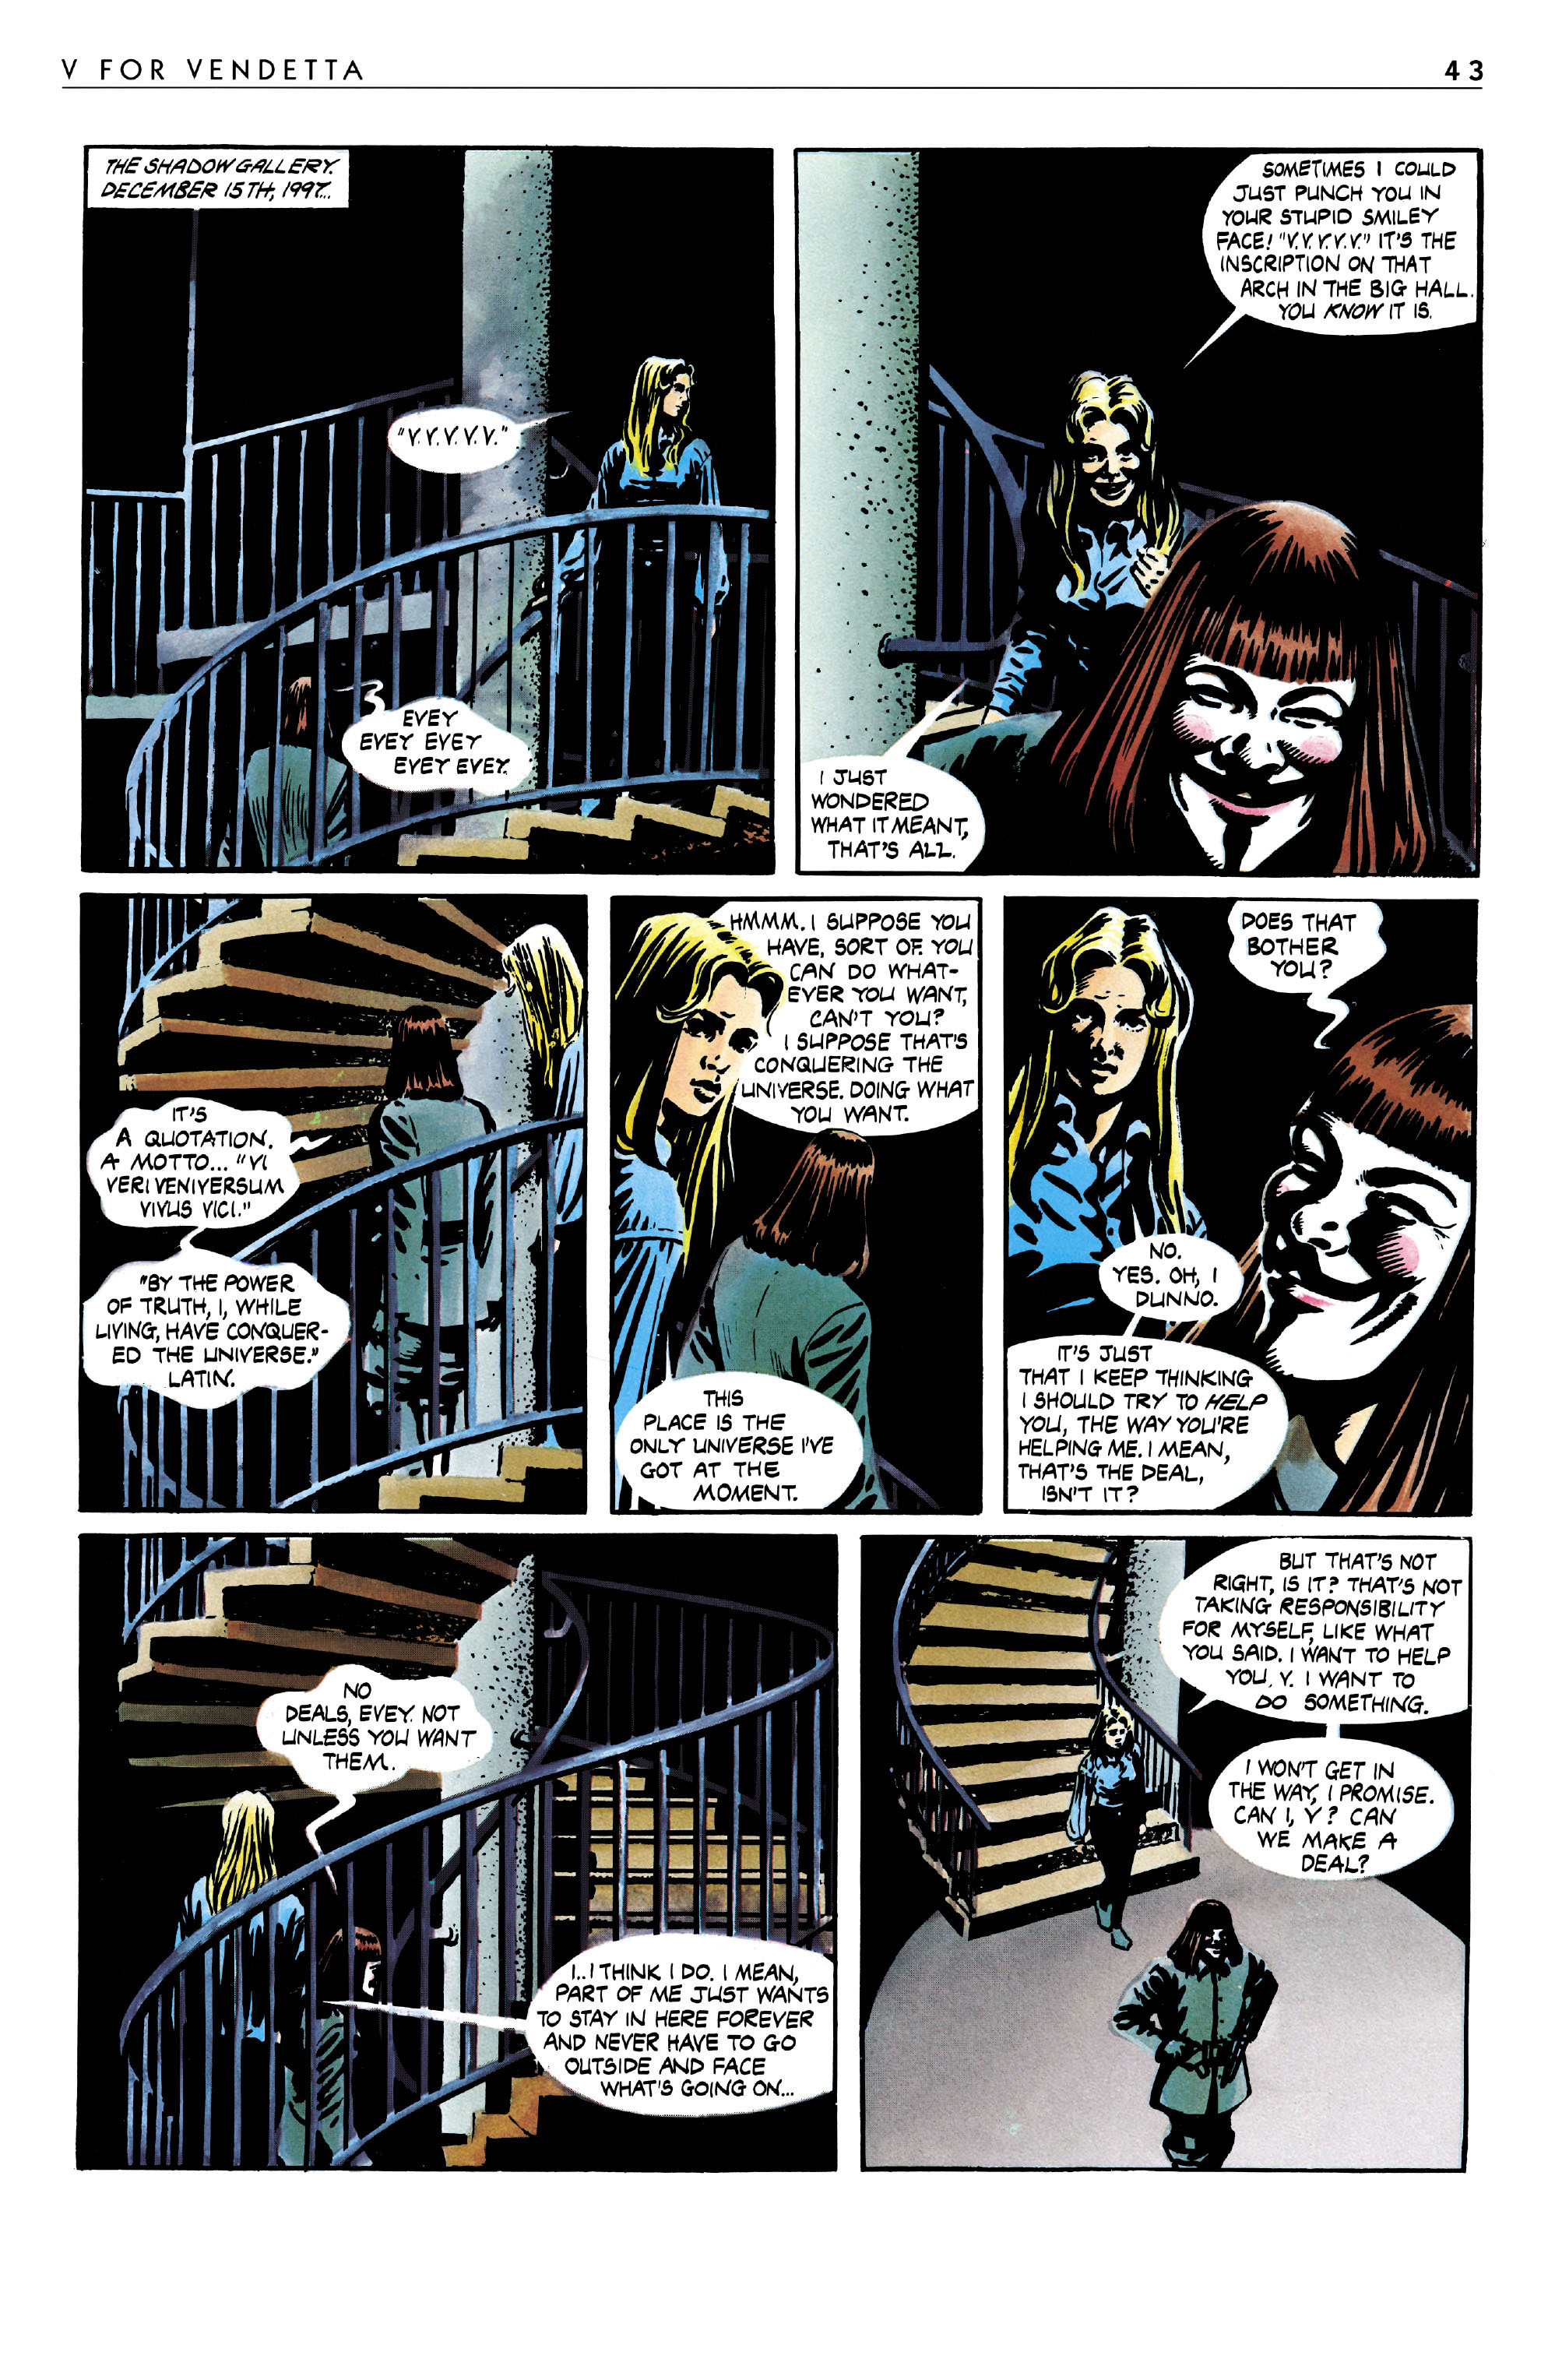 V FOR VENDETTA
43
THE SHADOW GALLERY.
DECEMBER 15TH, 1997...
"V.V.V.V.V."
EVEY
EVEY EVEY
EVEY EVEY.
SOMETIMES I COULD
JUST PUNCH YOU IN
YOUR STUPID SMILEY
FACE! "V.V.V.V.V." IT'S THE
INSCRIPTION ON THAT
ARCH IN THE BIG HALL.
YOU KNOW IT IS.
I JUST
WONDERED
WHAT IT MEANT,
THAT'S ALL.
IT'S
A QUOTATION.
A MOTTO... "VI
VERI VENIVERSUM
VIVUS VICI."
"BY THE POWER
OF TRUTH, I, WHILE
LIVING, HAVE CONQUER-
ED THE UNIVERSE."
LATIN.
HMMM. I SUPPOSE YOU
HAVE, SORT OF. YOU
CAN DO WHAT-
EVER YOU WANT,
CAN'T YOU?
I SUPPOSE THAT'S
CONQUERING THE
UNIVERSE. DOING WHAT
YOU WANT.
THIS
PLACE IS THE
ONLY UNIVERSE I'VE
GOT AT THE
MOMENT.
DOES THAT
BOTHER
YOU?
NO.
YES. OH, I
DUNNO.
IT'S JUST
THAT I KEEP THINKING
I SHOULD TRY TO HELP
YOU, THE WAY YOU'RE
HELPING ME. I MEAN,
THAT'S THE DEAL,
ISN'T IT?
NO
DEALS, EVEY. NOT
UNLESS YOU WANT
THEM.
I..I THINK I DO. I MEAN,
PART OF ME JUST WANTS
TO STAY IN HERE FOREVER
AND NEVER HAVE TO GO
OUTSIDE AND FACE
WHAT'S GOING ON...
BUT THAT'S NOT
RIGHT, IS IT? THAT'S NOT
TAKING RESPONSIBILITY
FOR MYSELF, LIKE WHAT
YOU SAID. I WANT TO HELP
YOU, V. I WANT TO
DO SOMETHING.
I WON'T GET IN
THE WAY, I PROMISE.
CAN I, V? CAN
WE MAKE A
DEAL?